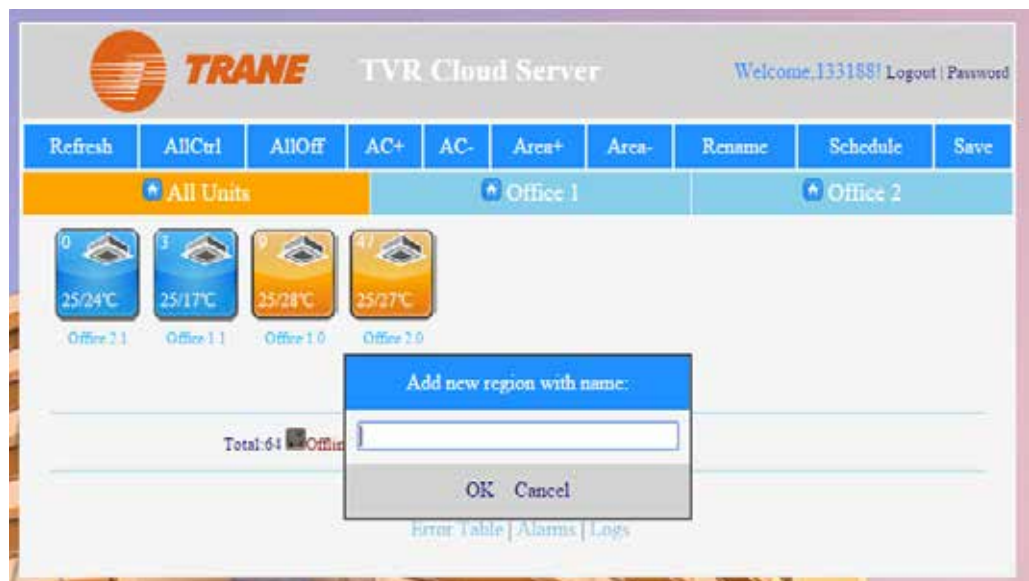 TRANE TVR Cloud Server Welcome,133188! Logout | Password
Refresh AllCtrl AllOff AC+ AC- Area+ Area- Rename Schedule Save
All Units Office 1 Office 2
0 3 9 47
25/24℃ 25/17℃ 25/28℃ 25/27℃
Office 2.1 Office 1.1 Office 1.0 Office 2.0
Add new region with name:
Total:64 Offlin
OK Cancel
Error Table | Alarms | Logs